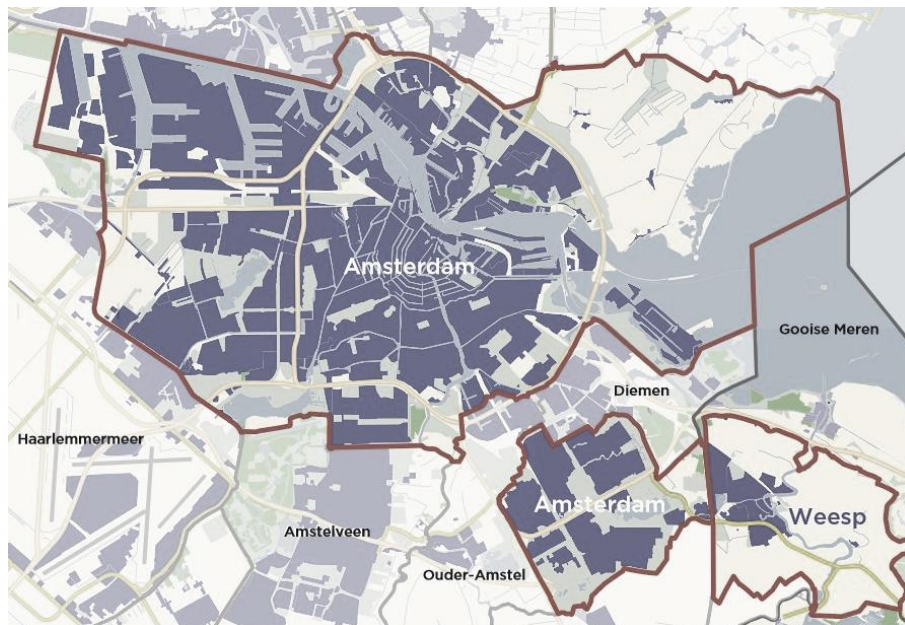 Amsterdam
Gooise Meren
Diemen
Haarlemmermeer
Amsterdam
Weesp
Amstelveen
Ouder-Amstel